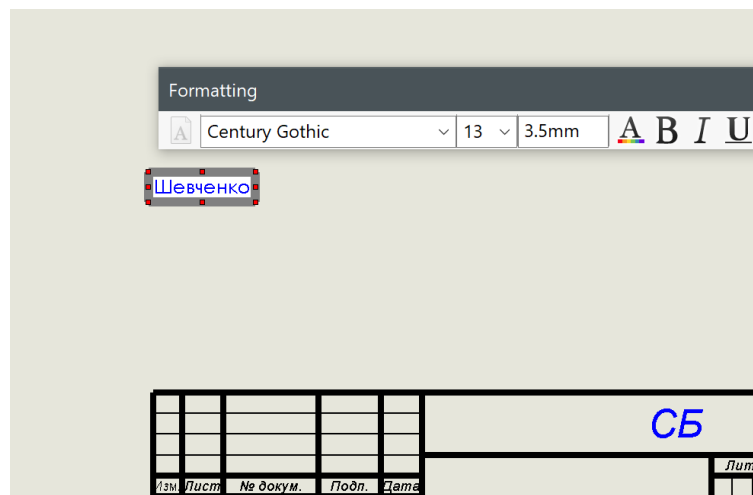 Formatting
A Century Gothic 13 3.5mm A B I U
Шевченко
СБ
Лит
Изм. Лист № докум. Подп. Дата